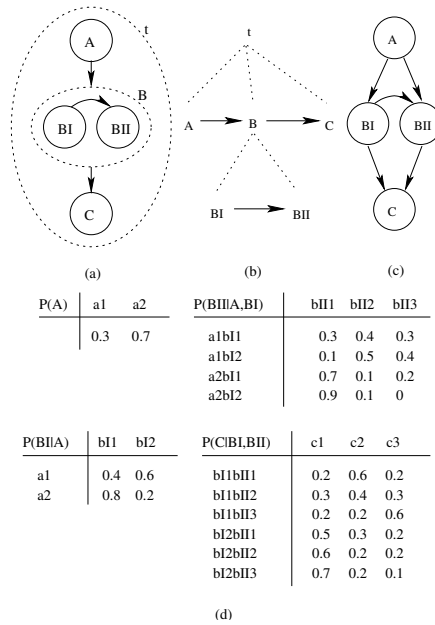 A
t
B
BI
BII
C
(a)
t
A
B
C
BI
BII
(b)
A
BI
BII
C
(c)
P(A) a1 a2
0.3 0.7
P(BII|A,BI) bII1 bII2 bII3
a1bI1 0.3 0.4 0.3
a1bI2 0.1 0.5 0.4
a2bI1 0.7 0.1 0.2
a2bI2 0.9 0.1 0
P(BI|A) bI1 bI2
a1 0.4 0.6
a2 0.8 0.2
P(C|BI,BII) c1 c2 c3
bI1bII1 0.2 0.6 0.2
bI1bII2 0.3 0.4 0.3
bI1bII3 0.2 0.2 0.6
bI2bII1 0.5 0.3 0.2
bI2bII2 0.6 0.2 0.2
bI2bII3 0.7 0.2 0.1
(d)